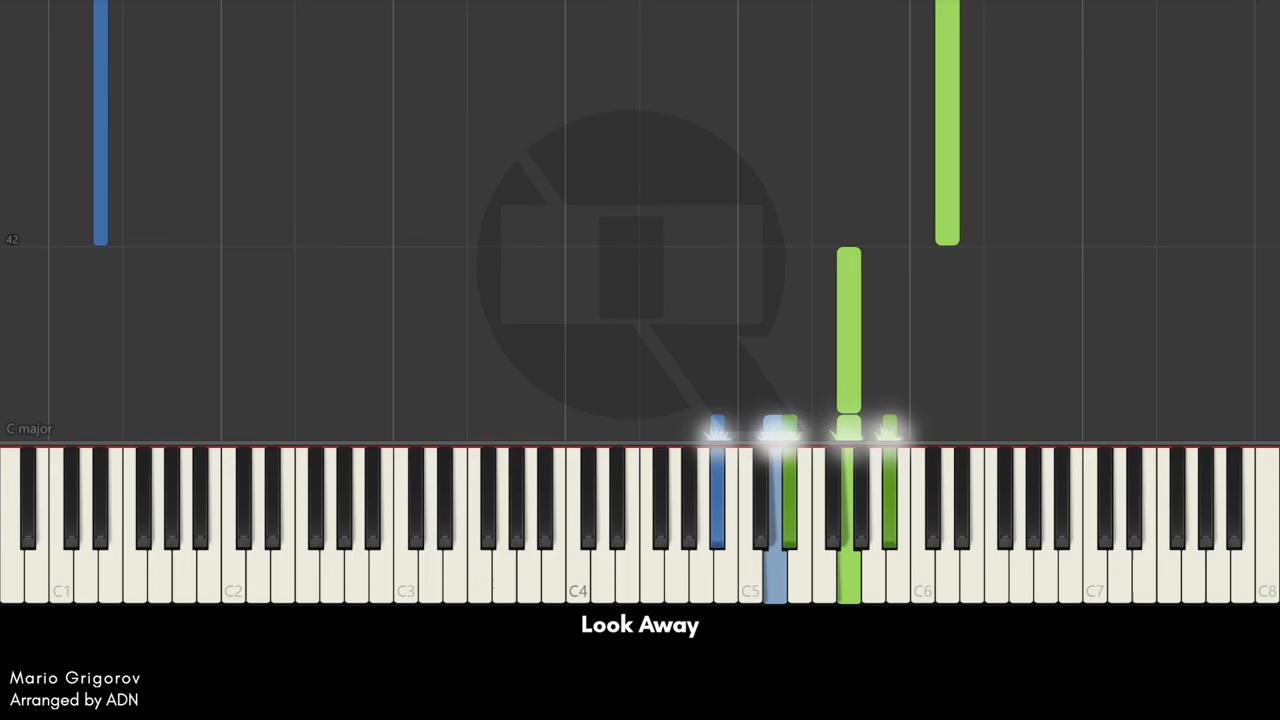 42
C major
C1
C2
C3
C4
C5
C6
C7
C8
Look Away
Mario Grigorov
Arranged by ADN